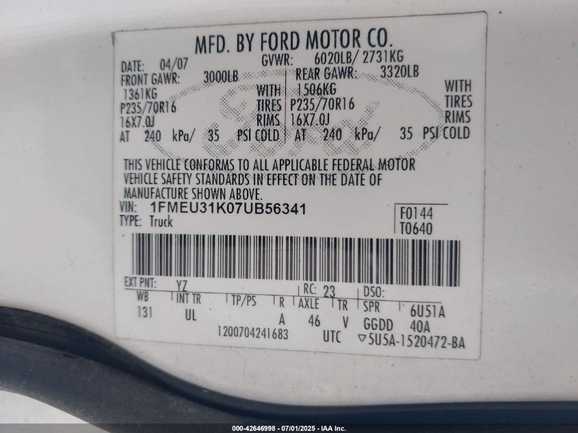 MFD. BY FORD MOTOR CO.
DATE: 04/07 GVWR: 6020LB/ 2731KG
FRONT GAWR: 3000LB REAR GAWR: 3320LB
1361KG WITH 1506KG WITH
P235/70R16 TIRES P235/70R16 TIRES
16X7.0J RIMS 16X7.0J RIMS
AT 240 kPa/ 35 PSI COLD AT 240 kPa/ 35 PSI COLD
THIS VEHICLE CONFORMS TO ALL APPLICABLE FEDERAL MOTOR
VEHICLE SAFETY STANDARDS IN EFFECT ON THE DATE OF
MANUFACTURE SHOWN ABOVE.
VIN: 1FMEU31K07UB56341
TYPE: Truck
F0144
T0640
EXT PNT: YZ RC: 23 DSO:
WB INT TR TP/PS R AXLE TR SPR 6U51A
131 UL A 46 V GGDD 40A
1200704241683 UTC 5U5A-1520472-BA
000-42646998 - 07/01/2025 - IAAI, Inc.